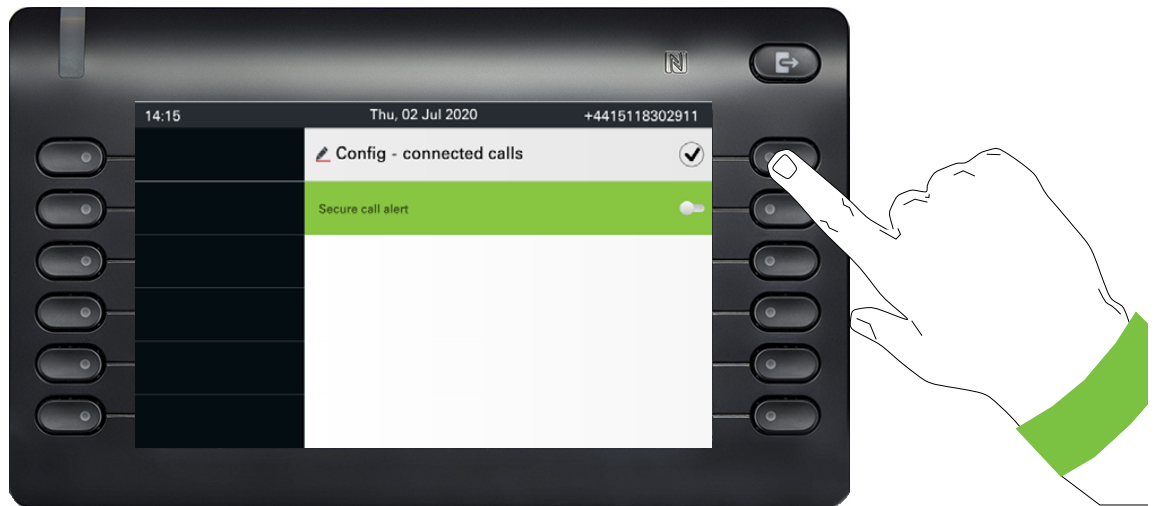 14:15 Thu, 02 Jul 2020 +4415118302911
Config - connected calls
Secure call alert